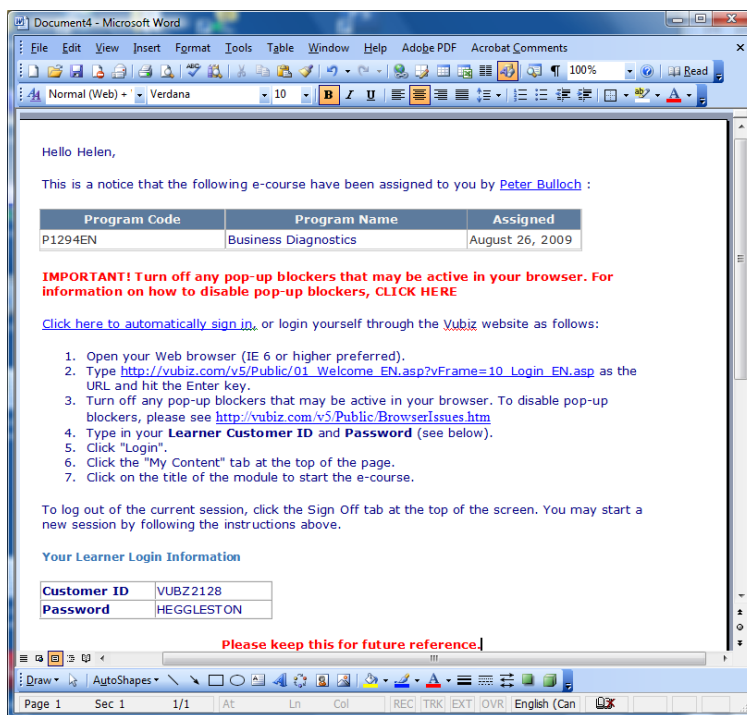 Document4 - Microsoft Word
File Edit View Insert Format Tools Table Window Help Adobe PDF Acrobat Comments
100% Read
Normal (Web) + Verdana 10 B I U
Hello Helen,
This is a notice that the following e-course have been assigned to you by Peter Bulloch :
Program Code Program Name Assigned
P1294EN Business Diagnostics August 26, 2009
IMPORTANT! Turn off any pop-up blockers that may be active in your browser. For
information on how to disable pop-up blockers, CLICK HERE
Click here to automatically sign in, or login yourself through the Vubiz website as follows:
1. Open your Web browser (IE 6 or higher preferred).
2. Type http://vubiz.com/v5/Public/01_Welcome_EN.asp?vFrame=10_Login_EN.asp as the
URL and hit the Enter key.
3. Turn off any pop-up blockers that may be active in your browser. To disable pop-up
blockers, please see http://vubiz.com/v5/Public/BrowserIssues.htm
4. Type in your Learner Customer ID and Password (see below).
5. Click "Login".
6. Click the "My Content" tab at the top of the page.
7. Click on the title of the module to start the e-course.
To log out of the current session, click the Sign Off tab at the top of the screen. You may start a
new session by following the instructions above.
Your Learner Login Information
Customer ID VUBZ2128
Password HEGGLESTON
Please keep this for future reference.
Draw AutoShapes
Page 1 Sec 1 1/1 At Ln Col REC TRK EXT OVR English (Can